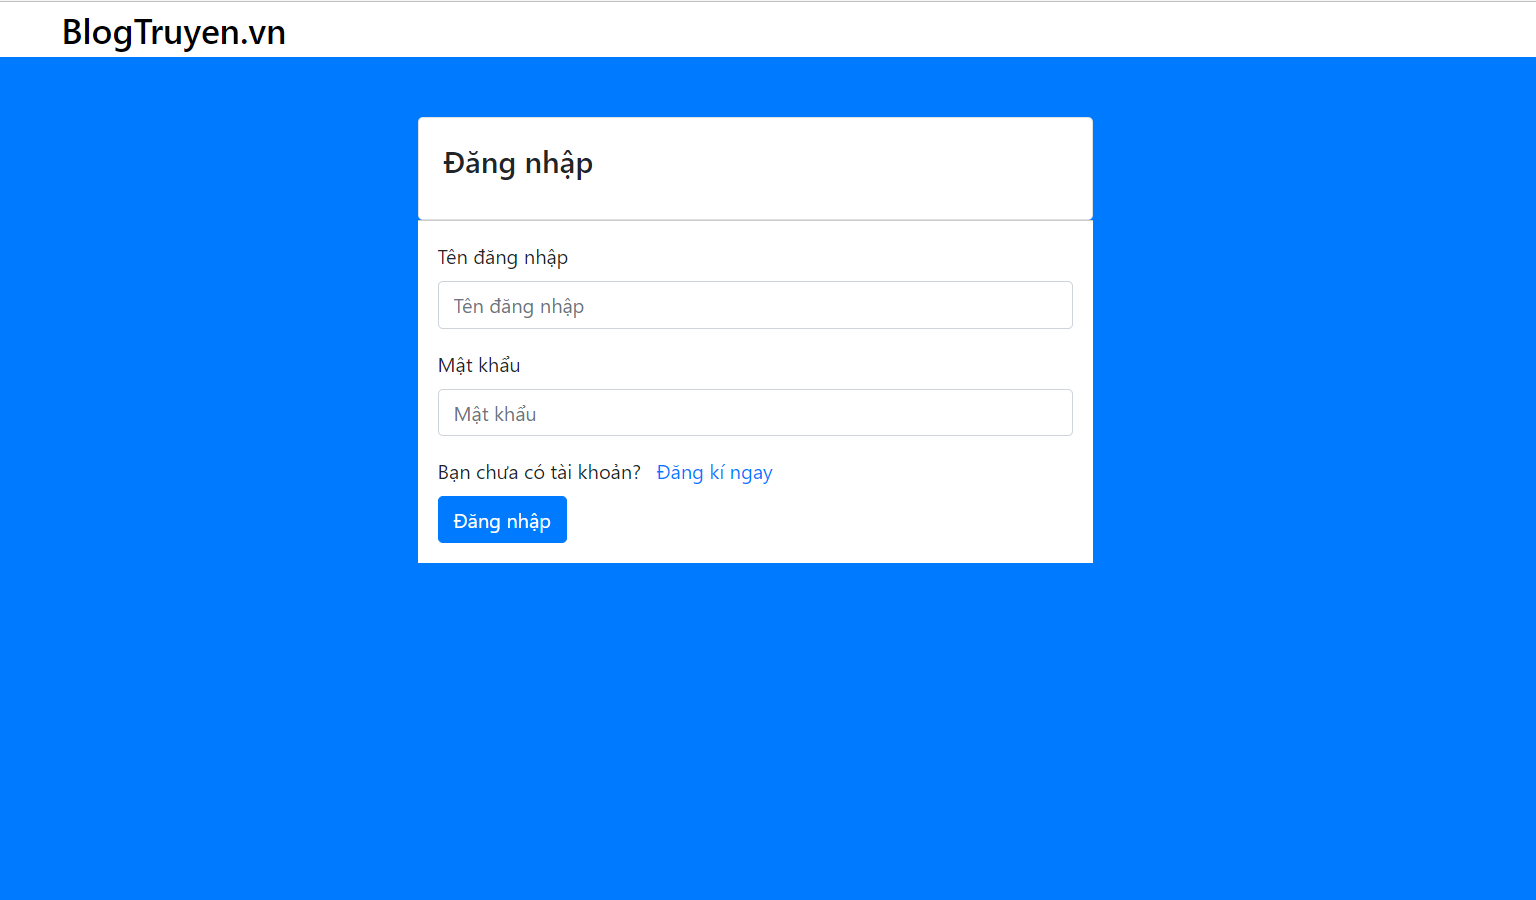 BlogTruyen.vn
Đăng nhập
Tên đăng nhập
Tên đăng nhập
Mật khẩu
Mật khẩu
Bạn chưa có tài khoản? Đăng kí ngay
Đăng nhập